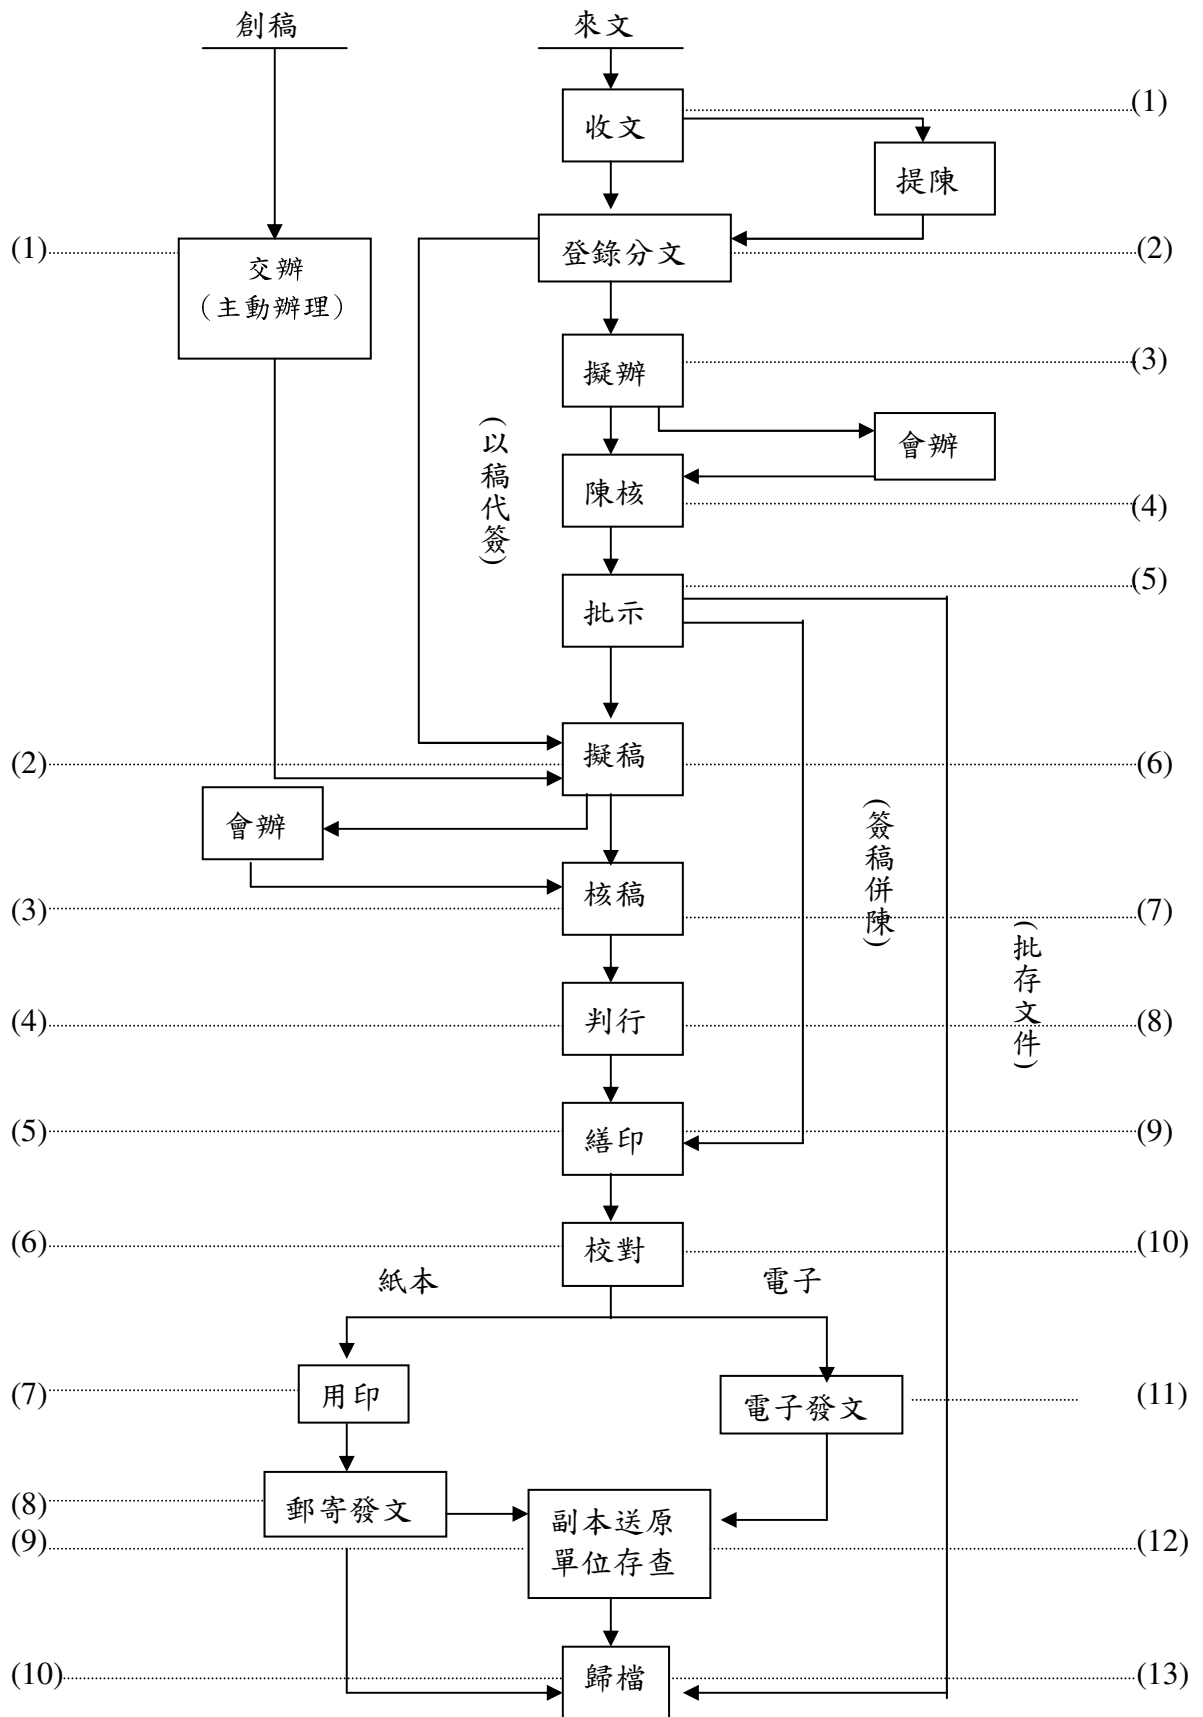 創稿
來文
收文
(1)
提陳
(1)
交辦
（主動辦理）
登錄分文
(2)
擬辦
(3)
會辦
(以稿代簽)
陳核
(4)
批示
(5)
(2)
擬稿
(6)
會辦
(簽稿併陳)
(3)
核稿
(7)
(批存文件)
(4)
判行
(8)
(5)
繕印
(9)
(6)
校對
(10)
紙本
電子
(7)
用印
電子發文
(11)
(8)
郵寄發文
副本送原
單位存查
(9)
(12)
(10)
歸檔
(13)